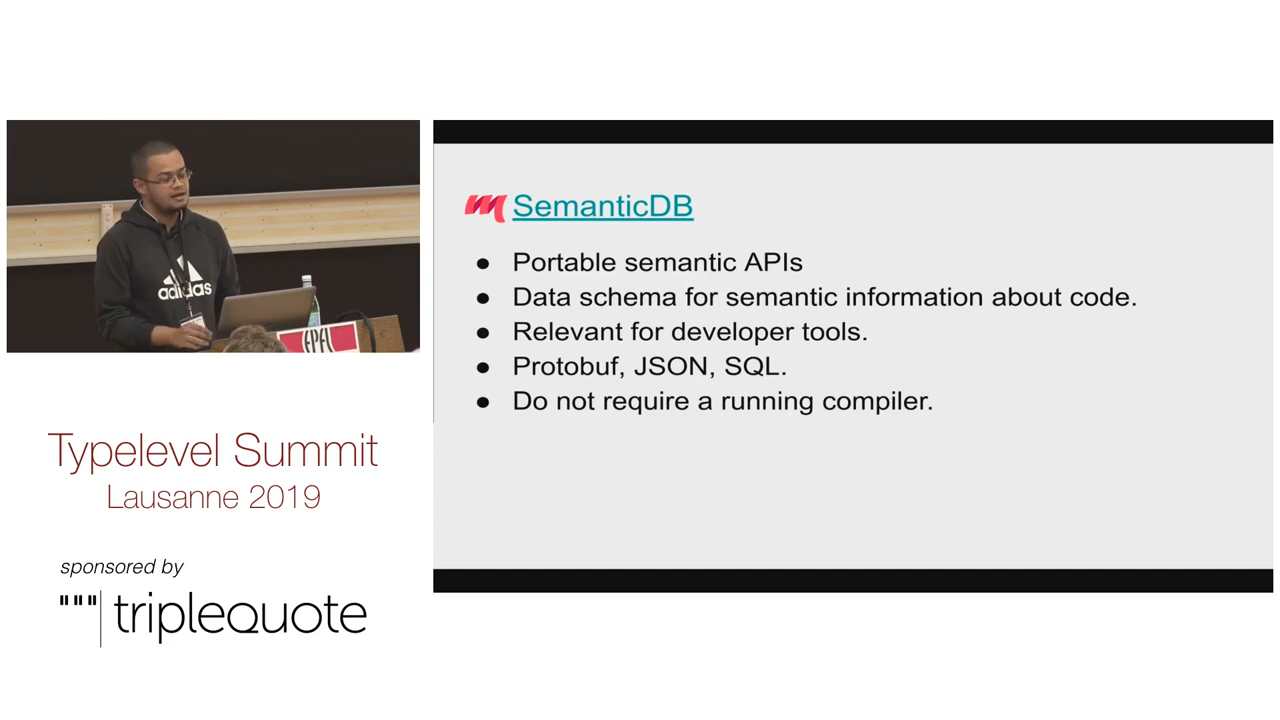 SemanticDB
● Portable semantic APIs
● Data schema for semantic information about code.
● Relevant for developer tools.
● Protobuf, JSON, SQL.
● Do not require a running compiler.
adidas
EPFL
Typelevel Summit
Lausanne 2019
sponsored by
"""|triplequote